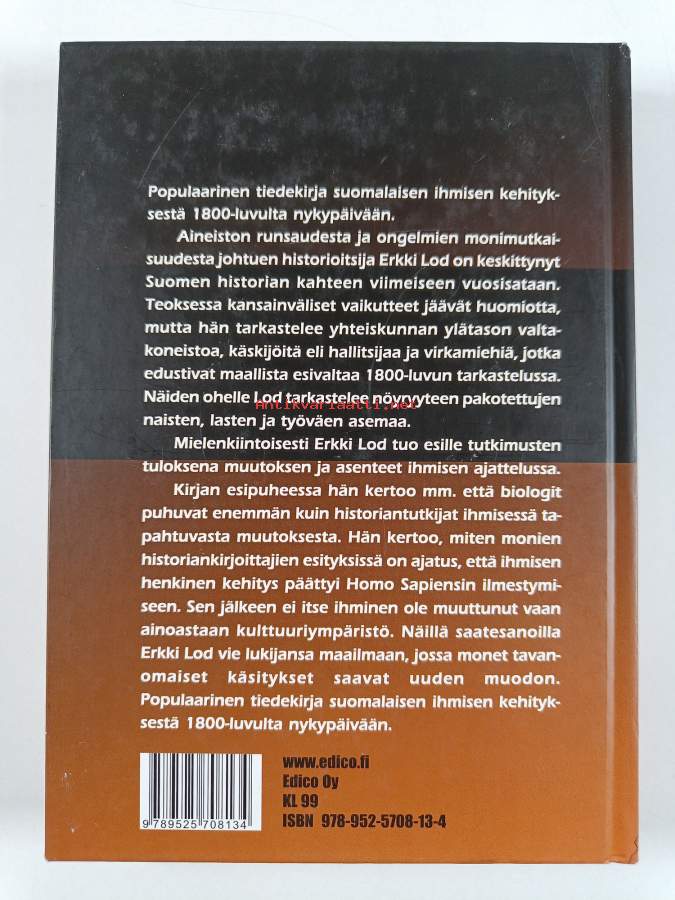 Populaarinen tiedekirja suomalaisen ihmisen kehityk-
sestä 1800-luvulta nykypäivään.
Aineiston runsaudesta ja ongelmien monimutkai-
suudesta johtuen historioitsija Erkki Lod on keskittynyt
Suomen historian kahteen viimeiseen vuosisataan.
Teoksessa kansainväliset vaikutteet jäävät huomiotta,
mutta hän tarkastelee yhteiskunnan ylätason valta-
koneistoa, käskijöitä eli hallitsijaa ja virkamiehiä, jotka
edustivat maallista esivaltaa 1800-luvun tarkastelussa.
Näiden ohelle Lod tarkastelee nöyryyteen pakotettujen
Antikvariaatti.net
naisten, lasten ja työväen asemaa.
Mielenkiintoisesti Erkki Lod tuo esille tutkimusten
tuloksena muutoksen ja asenteet ihmisen ajattelussa.
Kirjan esipuheessa hän kertoo mm. että biologit
puhuvat enemmän kuin historiantutkijat ihmisessä ta-
pahtuvasta muutoksesta. Hän kertoo, miten monien
historiankirjoittajien esityksissä on ajatus, että ihmisen
henkinen kehitys päättyi Homo Sapiensin ilmestymi-
seen. Sen jälkeen ei itse ihminen ole muuttunut vaan
ainoastaan kulttuuriympäristö. Näillä saatesanoilla
Erkki Lod vie lukijansa maailmaan, jossa monet tavan-
omaiset käsitykset saavat uuden muodon.
Populaarinen tiedekirja suomalaisen ihmisen kehityk-
sestä 1800-luvulta nykypäivään.
www.edico.fi
Edico Oy
KL 99
ISBN 978-952-5708-13-4
9 789525 708134